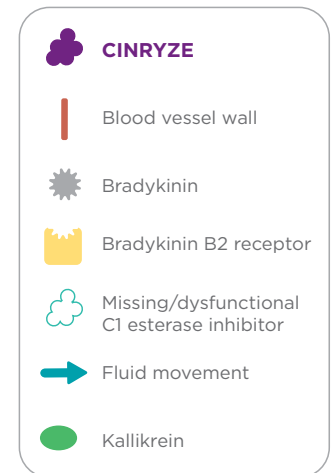 CINRYZE
Blood vessel wall
Bradykinin
Bradykinin B2 receptor
Missing/dysfunctional
C1 esterase inhibitor
Fluid movement
Kallikrein